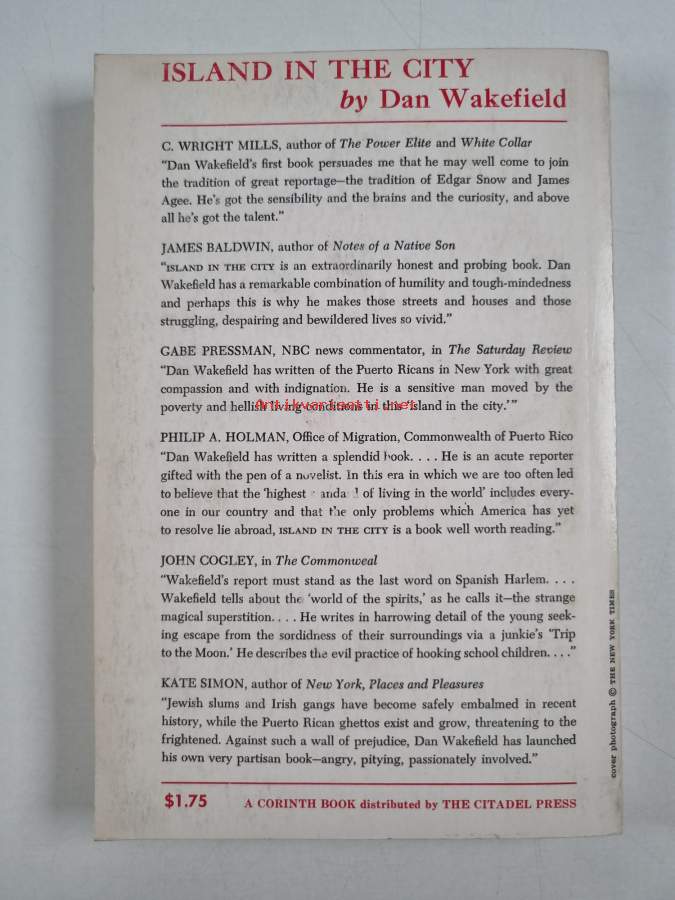 ISLAND IN THE CITY
by Dan Wakefield
C. WRIGHT MILLS, author of The Power Elite and White Collar
“Dan Wakefield’s first book persuades me that he may well come to join
the tradition of great reportage—the tradition of Edgar Snow and James
Agee. He’s got the sensibility and the brains and the curiosity, and above
all he’s got the talent.”
JAMES BALDWIN, author of Notes of a Native Son
“ISLAND IN THE CITY is an extraordinarily honest and probing book. Dan
Wakefield has a remarkable combination of humility and tough-mindedness
and perhaps this is why he makes those streets and houses and those
struggling, despairing and bewildered lives so vivid.”
GABE PRESSMAN, NBC news commentator, in The Saturday Review
“Dan Wakefield has written of the Puerto Ricans in New York with great
compassion and with indignation. He is a sensitive man moved by the
poverty and hellish living conditions in this ‘island in the city.’”
Antikvariaatti.net
PHILIP A. HOLMAN, Office of Migration, Commonwealth of Puerto Rico
“Dan Wakefield has written a splendid book. . . . He is an acute reporter
gifted with the pen of a novelist. In this era in which we are too often led
to believe that the ‘highest standard of living in the world’ includes every-
one in our country and that the only problems which America has yet
to resolve lie abroad, ISLAND IN THE CITY is a book well worth reading.”
JOHN COGLEY, in The Commonweal
“Wakefield’s report must stand as the last word on Spanish Harlem. . . .
Wakefield tells about the ‘world of the spirits,’ as he calls it—the strange
magical superstition. . . . He writes in harrowing detail of the young seek-
ing escape from the sordidness of their surroundings via a junkie’s ‘Trip
to the Moon.’ He describes the evil practice of hooking school children. . . .”
KATE SIMON, author of New York, Places and Pleasures
“Jewish slums and Irish gangs have become safely embalmed in recent
history, while the Puerto Rican ghettos exist and grow, threatening to the
frightened. Against such a wall of prejudice, Dan Wakefield has launched
his own very partisan book—angry, pitying, passionately involved.”
$1.75 A CORINTH BOOK distributed by THE CITADEL PRESS
cover photograph © THE NEW YORK TIMES